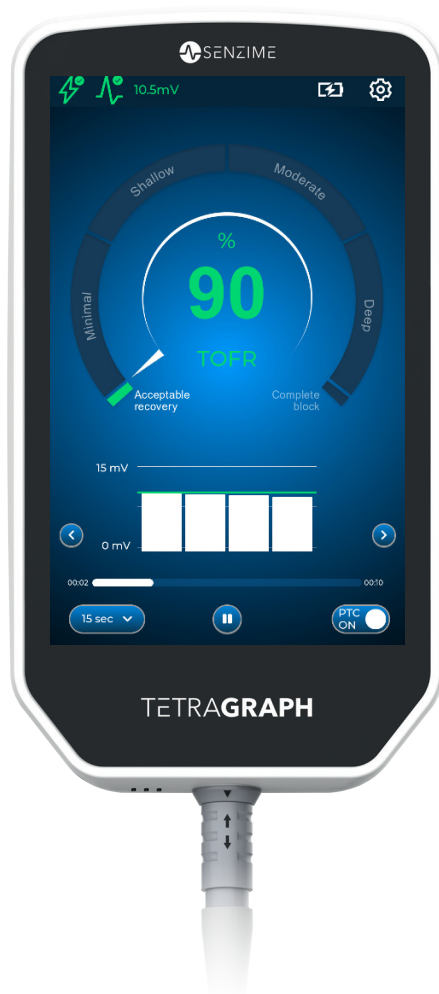 SENZIME
10.5mV
Shallow
Moderate
Minimal
Deep
%
90
TOFR
Acceptable
recovery
Complete
block
15 mV
0 mV
00:02
00:10
15 sec
PTC
ON
TETRAGRAPH